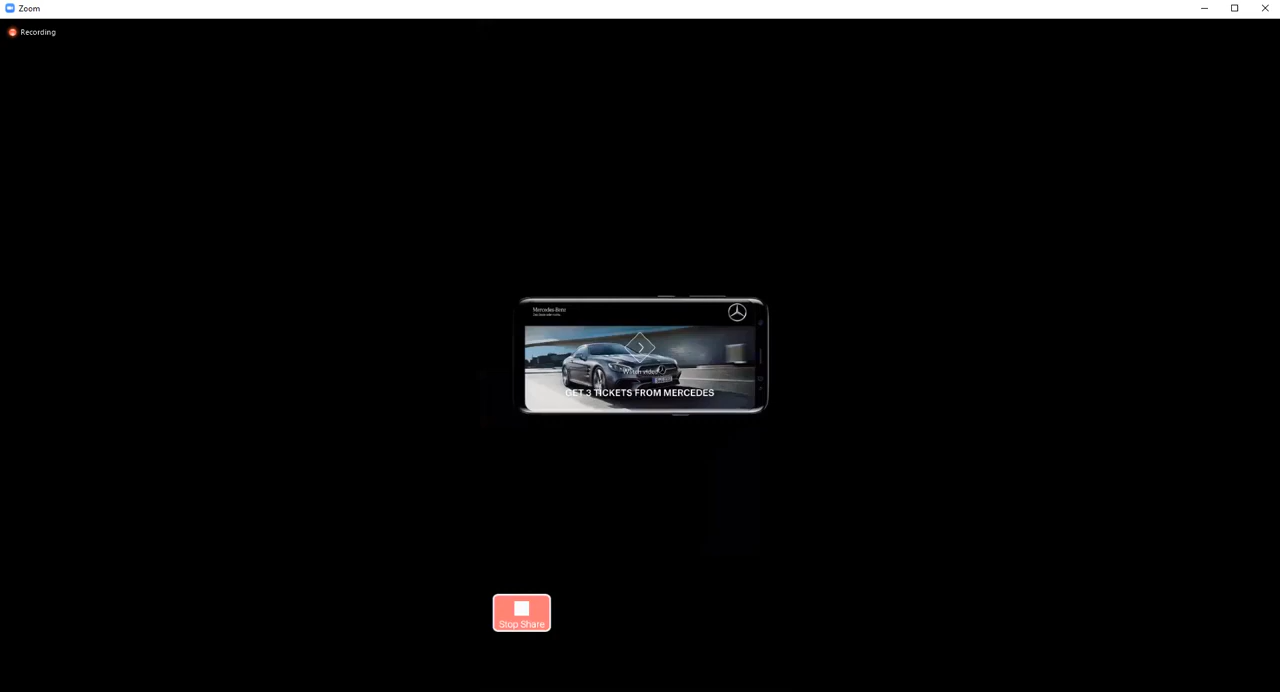 Zoom
Recording
Mercedes-Benz
Watch video
GET 3 TICKETS FROM MERCEDES
Stop Share